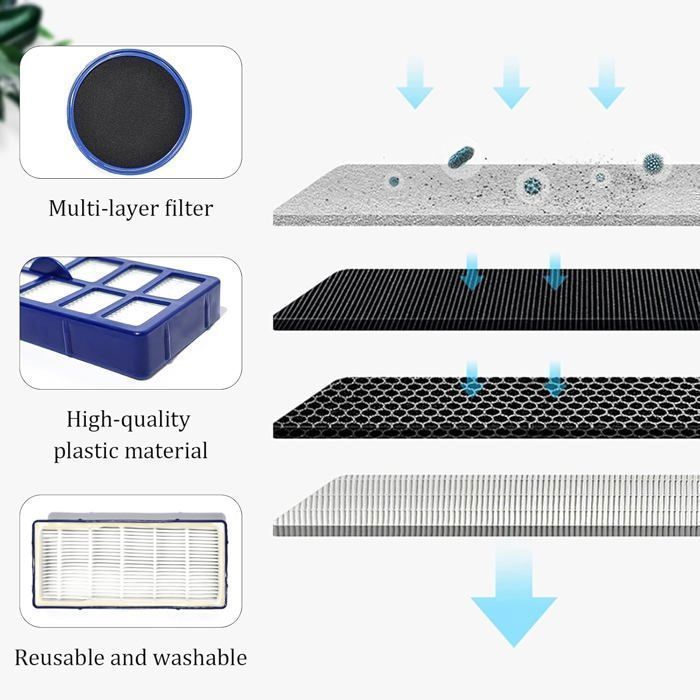 Multi-layer filter
High-quality
plastic material
Reusable and washable